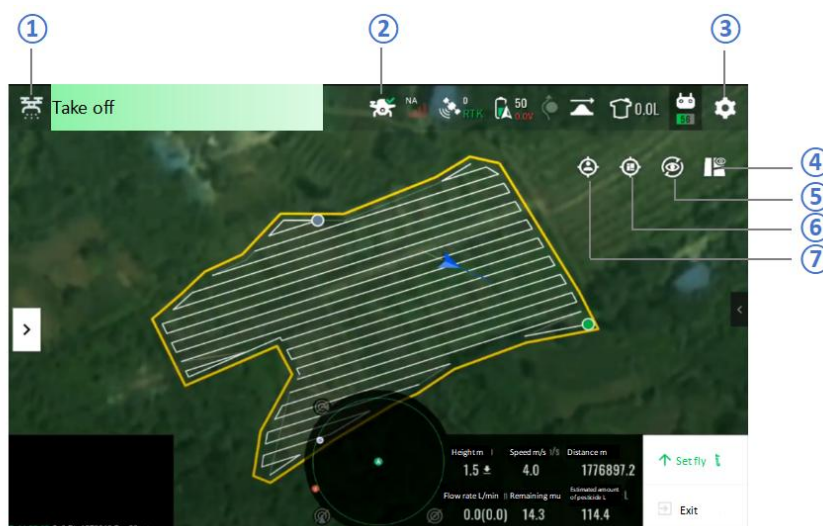 ① ② ③
Take off
NA
0
RTK
50
0.0V
0.0L
98
④
⑤
⑥
⑦
Height m Speed m/s Distance m
1.5 4.0 1776897.2
Flow rate L/min Remaining mu Estimated amount of pesticide L
0.0(0.0) 14.3 114.4
Set fly
Exit